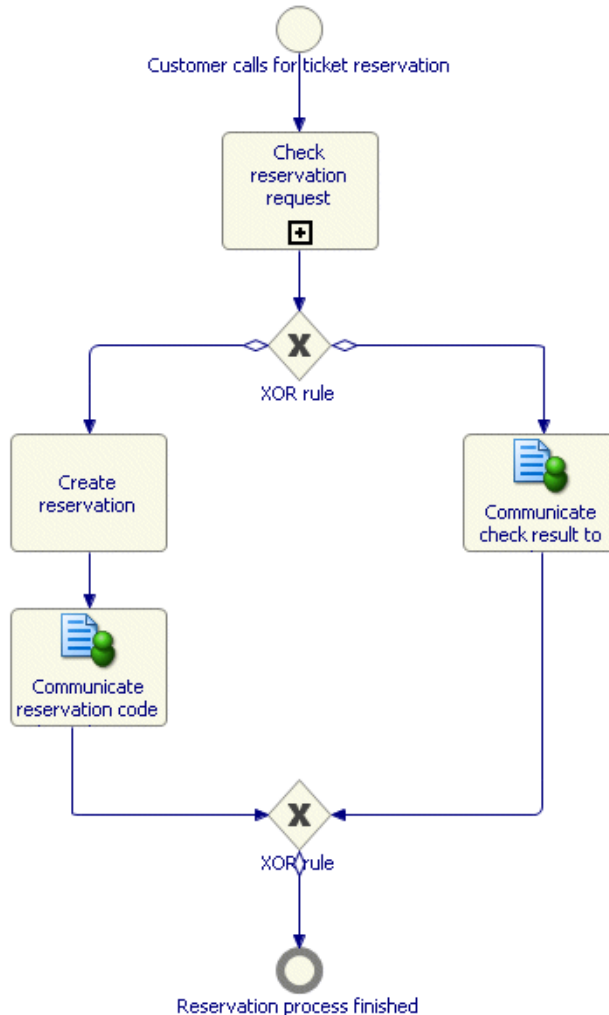 Customer calls for ticket reservation
Check
reservation
request
X
XOR rule
Create
reservation
Communicate
check result to
Communicate
reservation code
X
XOR rule
Reservation process finished